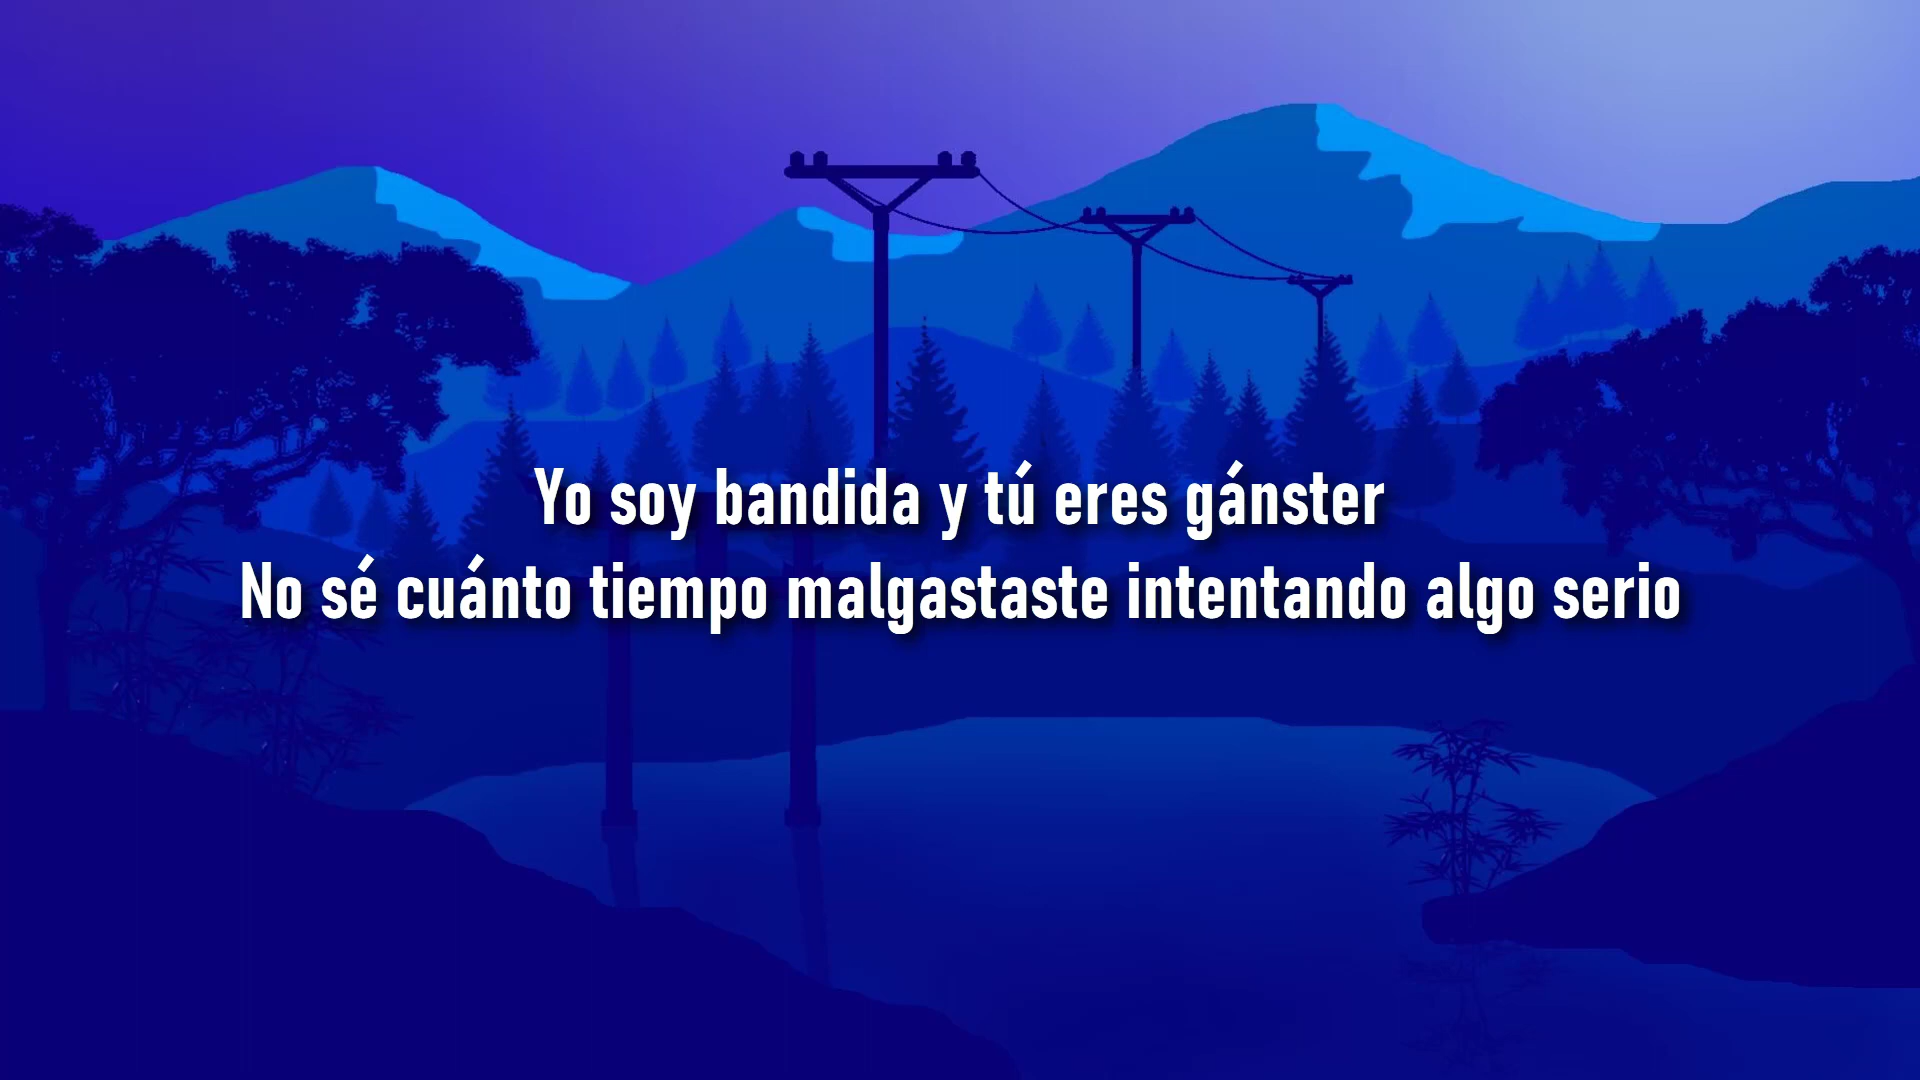 Yo soy bandida y tú eres gánster
No sé cuánto tiempo malgastaste intentando algo serio